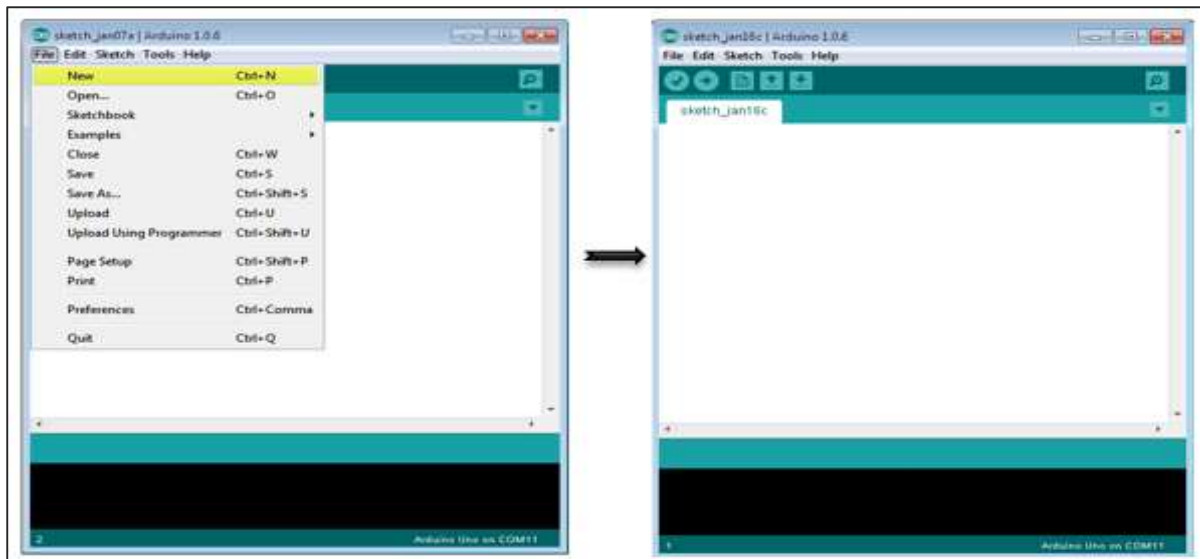 sketch_jan07a | Arduino 1.0.6
File Edit Sketch Tools Help
New Ctrl+N
Open... Ctrl+O
Sketchbook
Examples
Close Ctrl+W
Save Ctrl+S
Save As... Ctrl+Shift+S
Upload Ctrl+U
Upload Using Programmer Ctrl+Shift+U
Page Setup Ctrl+Shift+P
Print Ctrl+P
Preferences Ctrl+Comma
Quit Ctrl+Q
2 Arduino Uno on COM11
sketch_jan16c | Arduino 1.0.6
File Edit Sketch Tools Help
sketch_jan16c
1 Arduino Uno on COM11